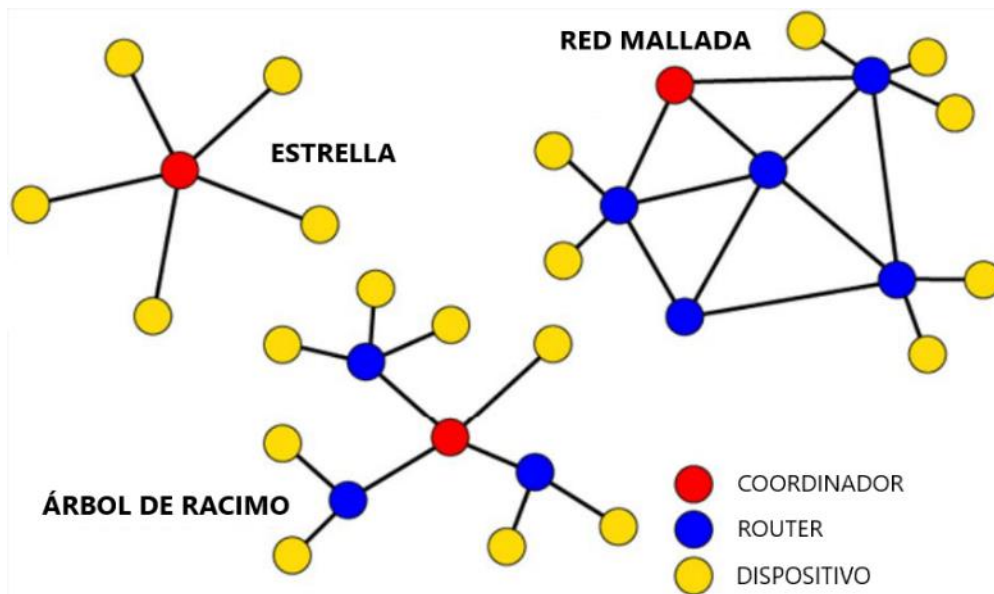 RED MALLADA
ESTRELLA
ÁRBOL DE RACIMO
COORDINADOR
ROUTER
DISPOSITIVO